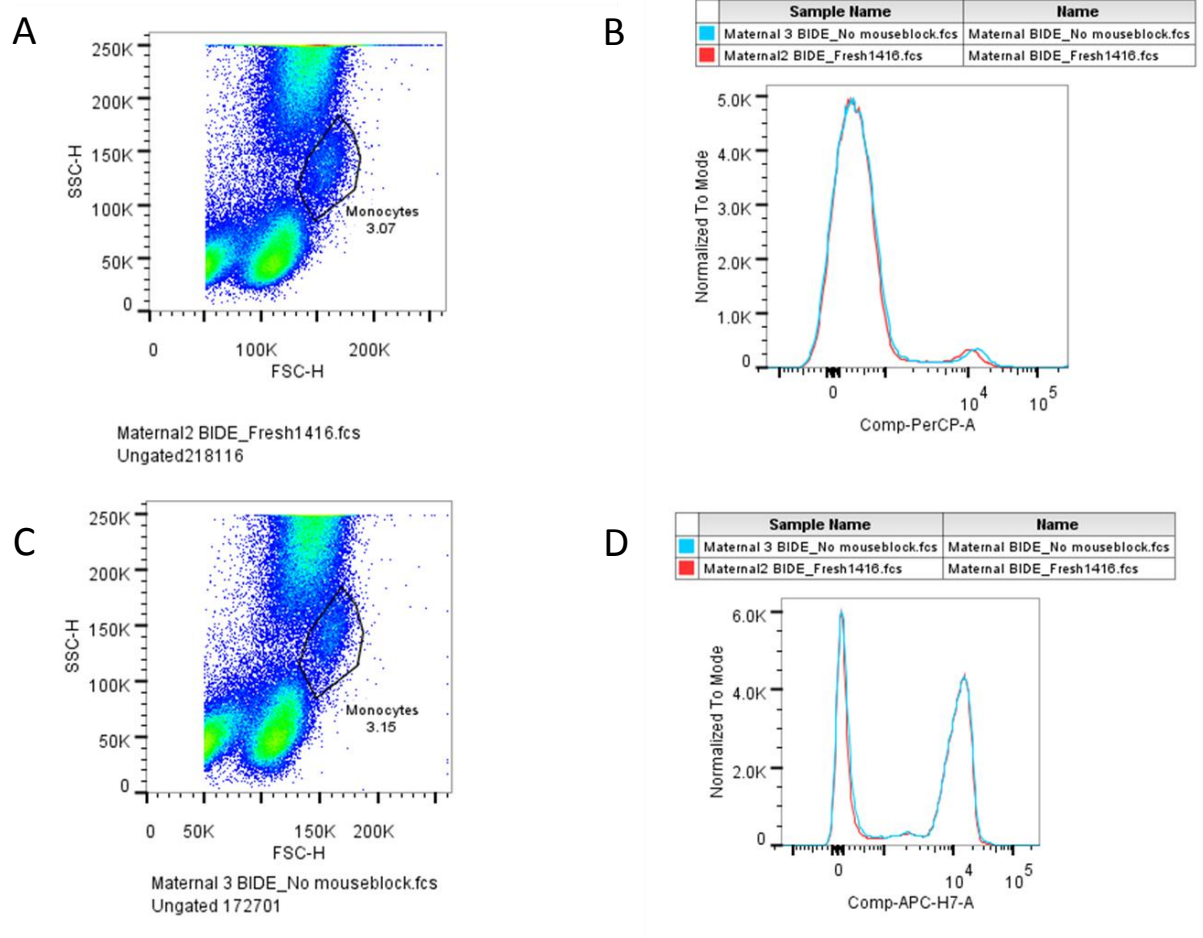 A
250K
200K
150K
100K
50K
0
SSC-H
Monocytes
3.07
0 100K 200K
FSC-H
Maternal2 BIDE_Fresh1416.fcs
Ungated218116
B
Sample Name Name
Maternal 3 BIDE_No mouseblock.fcs Maternal BIDE_No mouseblock.fcs
Maternal2 BIDE_Fresh1416.fcs Maternal BIDE_Fresh1416.fcs
5.0K
4.0K
3.0K
2.0K
1.0K
0
Normalized To Mode
0 10^4 10^5
Comp-PerCP-A
C
250K
200K
150K
100K
50K
0
SSC-H
Monocytes
3.15
0 50K 150K 200K
FSC-H
Maternal 3 BIDE_No mouseblock.fcs
Ungated 172701
D
Sample Name Name
Maternal 3 BIDE_No mouseblock.fcs Maternal BIDE_No mouseblock.fcs
Maternal2 BIDE_Fresh1416.fcs Maternal BIDE_Fresh1416.fcs
6.0K
4.0K
2.0K
0
Normalized To Mode
0 10^4 10^5
Comp-APC-H7-A